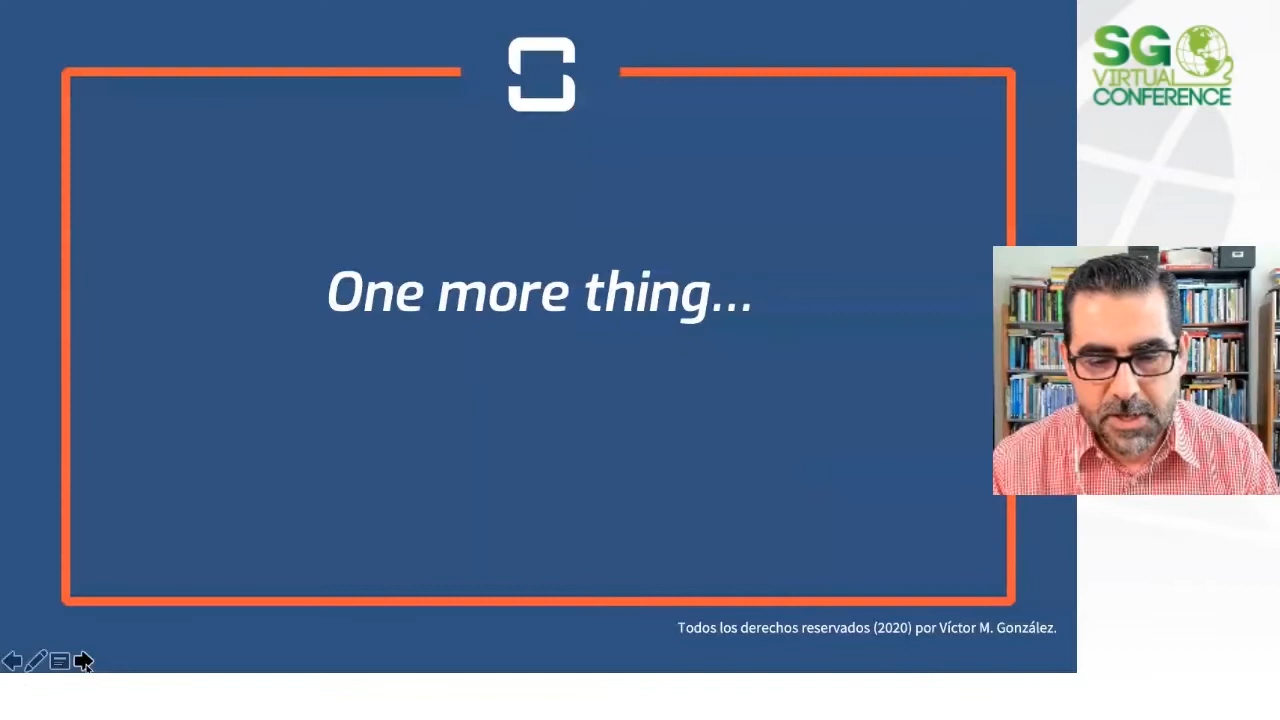 One more thing...
Todos los derechos reservados (2020) por Víctor M. González.
SG
VIRTUAL
CONFERENCE